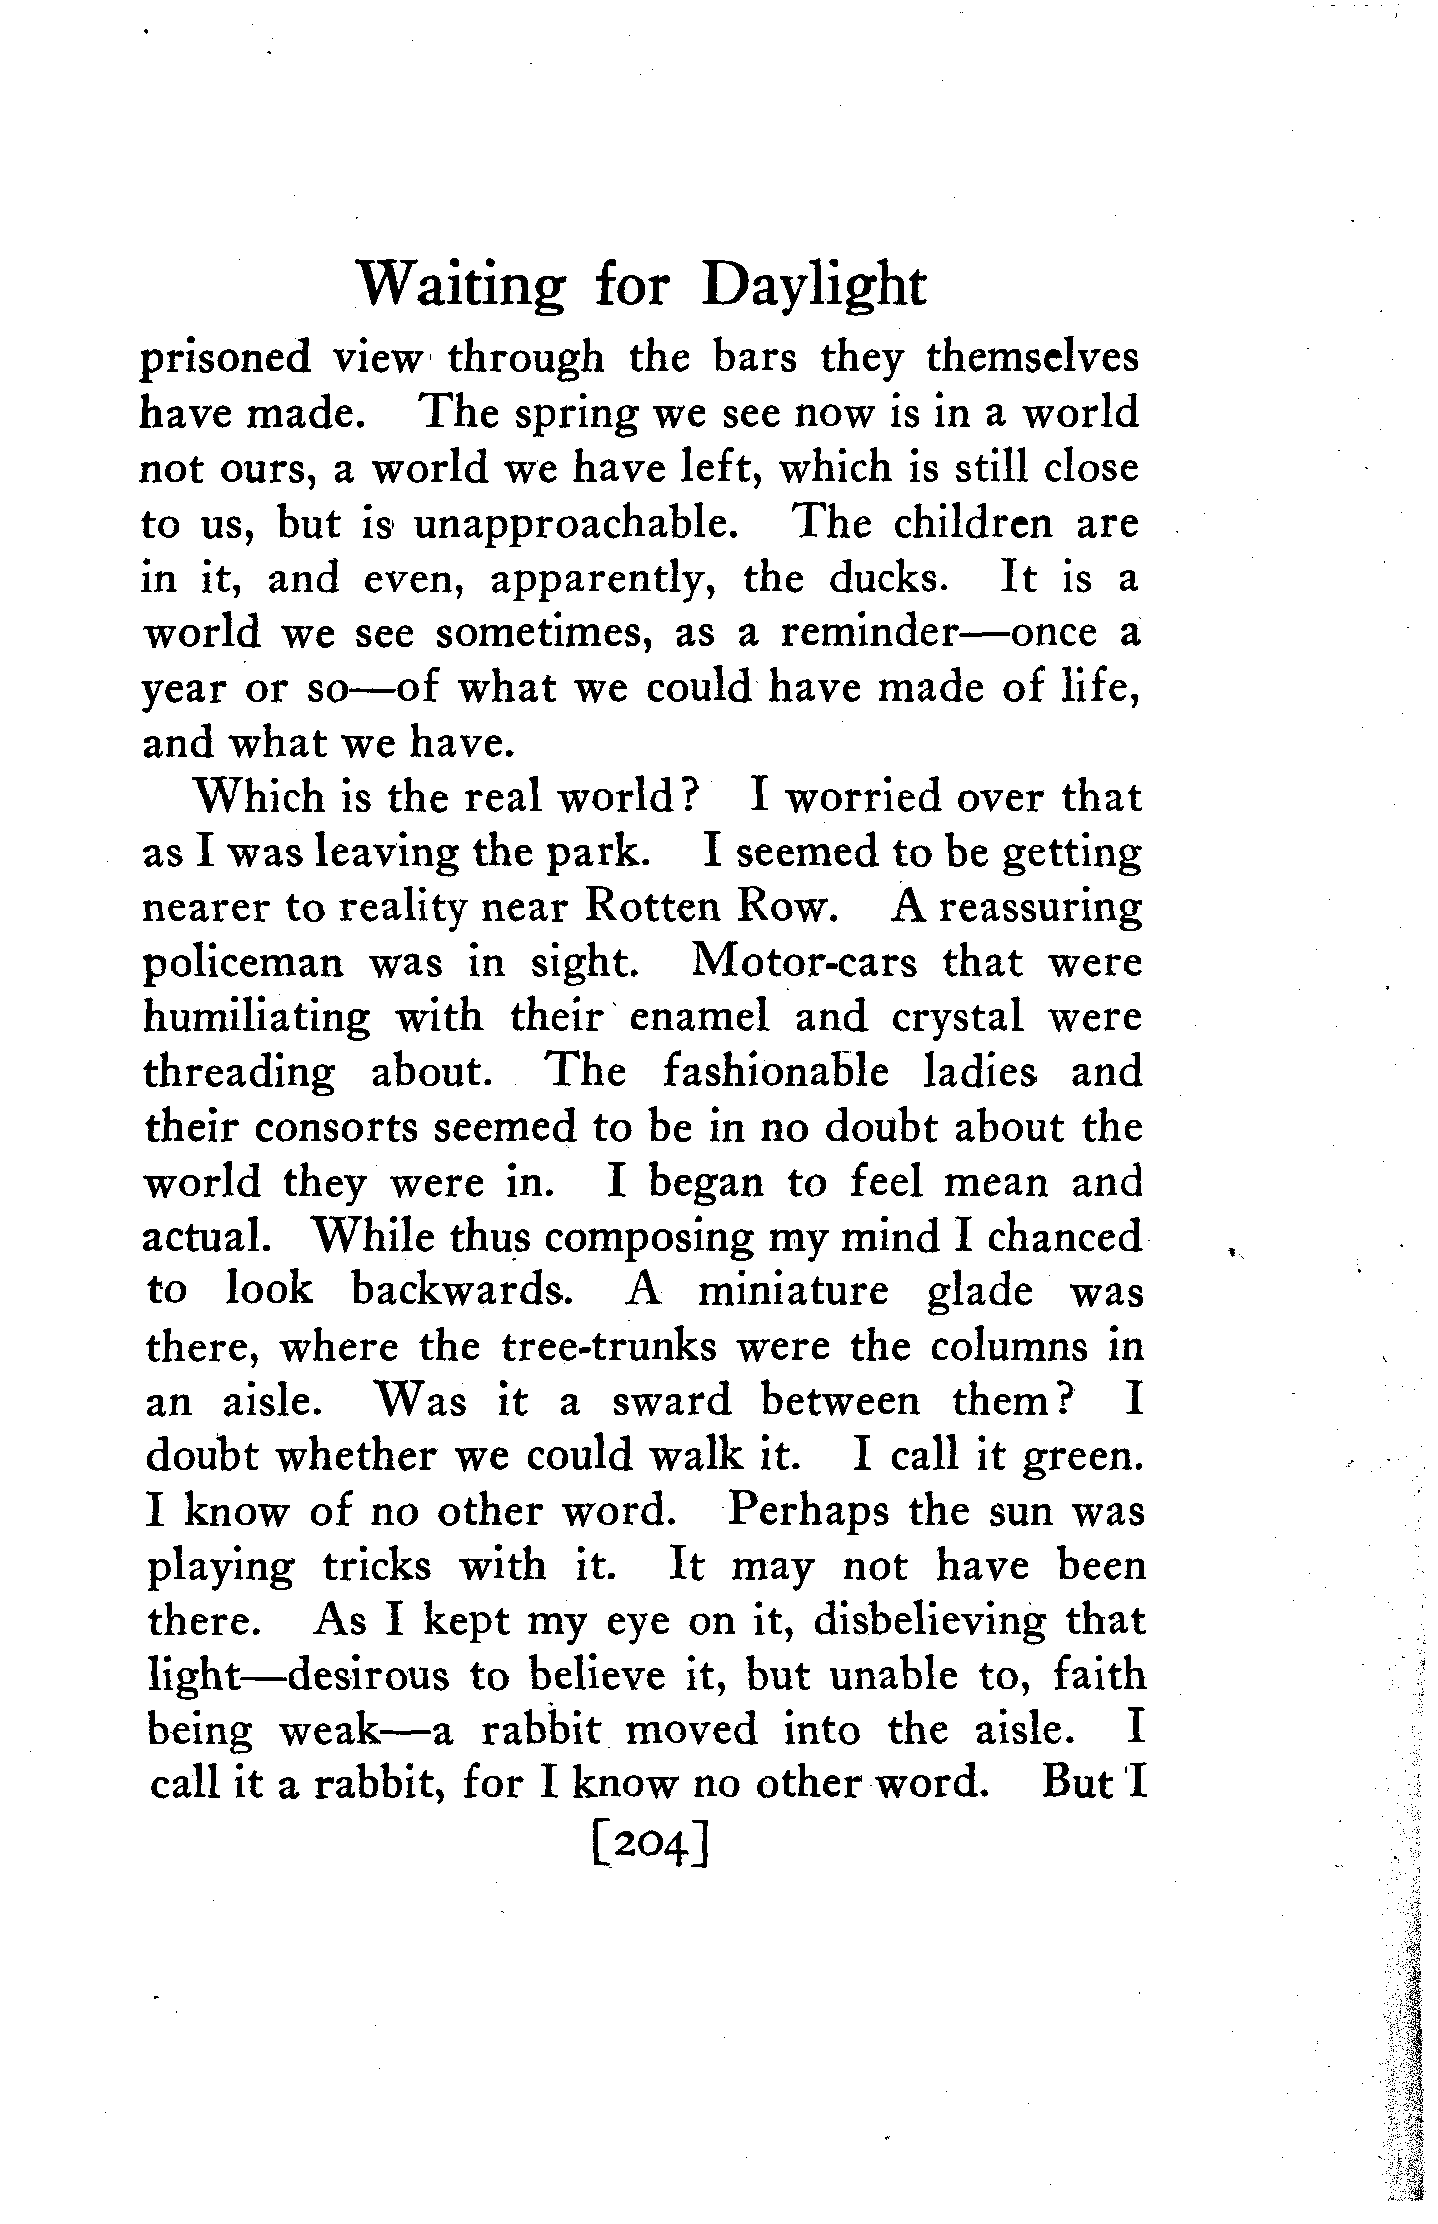 Waiting for Daylight
prisoned view through the bars they themselves
have made. The spring we see now is in a world
not ours, a world we have left, which is still close
to us, but is unapproachable. The children are
in it, and even, apparently, the ducks. It is a
world we see sometimes, as a reminder—once a
year or so—of what we could have made of life,
and what we have.
Which is the real world? I worried over that
as I was leaving the park. I seemed to be getting
nearer to reality near Rotten Row. A reassuring
policeman was in sight. Motor-cars that were
humiliating with their enamel and crystal were
threading about. The fashionable ladies and
their consorts seemed to be in no doubt about the
world they were in. I began to feel mean and
actual. While thus composing my mind I chanced
to look backwards. A miniature glade was
there, where the tree-trunks were the columns in
an aisle. Was it a sward between them? I
doubt whether we could walk it. I call it green.
I know of no other word. Perhaps the sun was
playing tricks with it. It may not have been
there. As I kept my eye on it, disbelieving that
light—desirous to believe it, but unable to, faith
being weak—a rabbit moved into the aisle. I
call it a rabbit, for I know no other word. But I
[204]